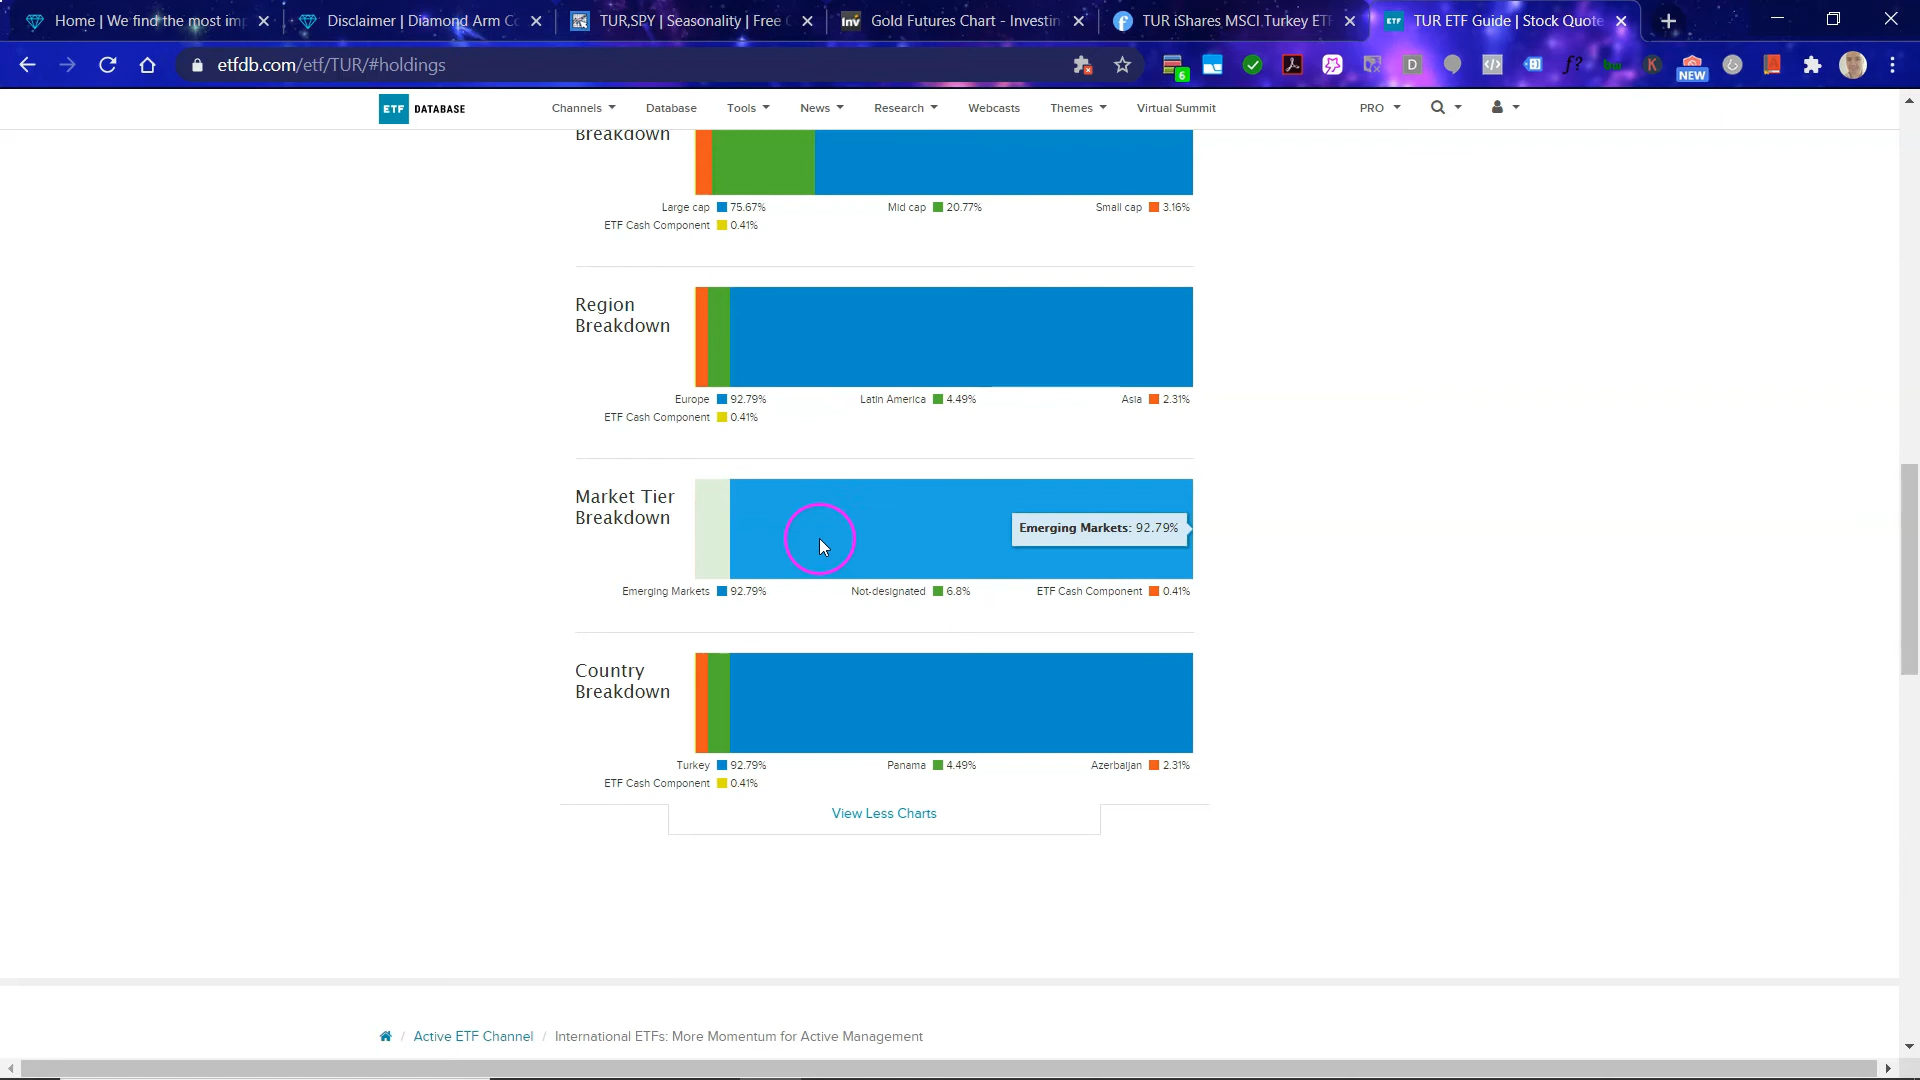 Home | We find the most im
Disclaimer | Diamond Arm Co
TUR,SPY | Seasonality | Free C
Inv
Gold Futures Chart - Investin
TUR iShares MSCI Turkey ETF
ETF
TUR ETF Guide | Stock Quote
etfdb.com/etf/TUR/#holdings
6
D
f?
K
NEW
ETF DATABASE
Channels
Database
Tools
News
Research
Webcasts
Themes
Virtual Summit
PRO
Breakdown
Large cap 75.67%
Mid cap 20.77%
Small cap 3.16%
ETF Cash Component 0.41%
Region
Breakdown
Europe 92.79%
Latin America 4.49%
Asia 2.31%
ETF Cash Component 0.41%
Market Tier
Breakdown
Emerging Markets: 92.79%
Emerging Markets 92.79%
Not-designated 6.8%
ETF Cash Component 0.41%
Country
Breakdown
Turkey 92.79%
Panama 4.49%
Azerbaijan 2.31%
ETF Cash Component 0.41%
View Less Charts
/ Active ETF Channel / International ETFs: More Momentum for Active Management